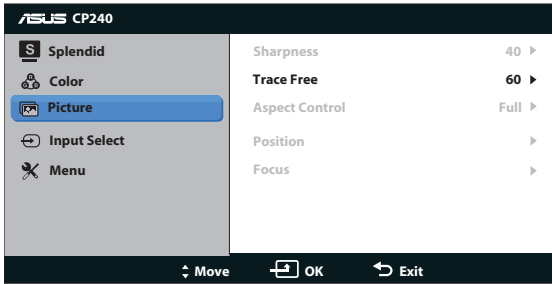 ASUS CP240
S Splendid
Color
Picture
Input Select
Menu
Sharpness 40
Trace Free 60
Aspect Control Full
Position
Focus
Move OK Exit